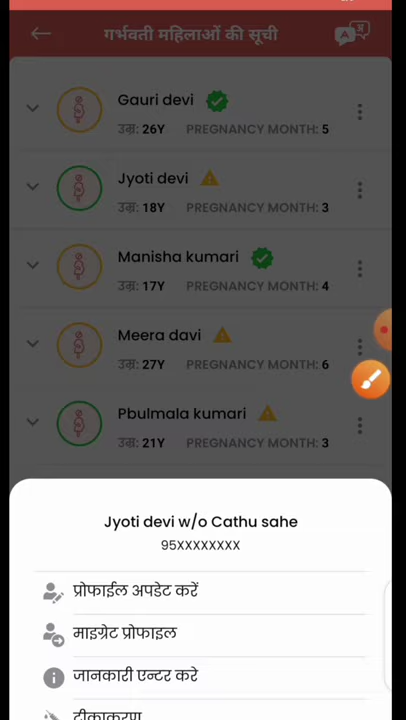 गर्भवती महिलाओं की सूची
Gauri devi
उम्र: 26Y PREGNANCY MONTH: 5
Jyoti devi
उम्र: 18Y PREGNANCY MONTH: 3
Manisha kumari
उम्र: 17Y PREGNANCY MONTH: 4
Meera davi
उम्र: 27Y PREGNANCY MONTH: 6
Pbulmala kumari
उम्र: 21Y PREGNANCY MONTH: 3
Jyoti devi w/o Cathu sahe
95XXXXXXXX
प्रोफाईल अपडेट करें
माइग्रेट प्रोफाइल
जानकारी एन्टर करे
टीकाकरण